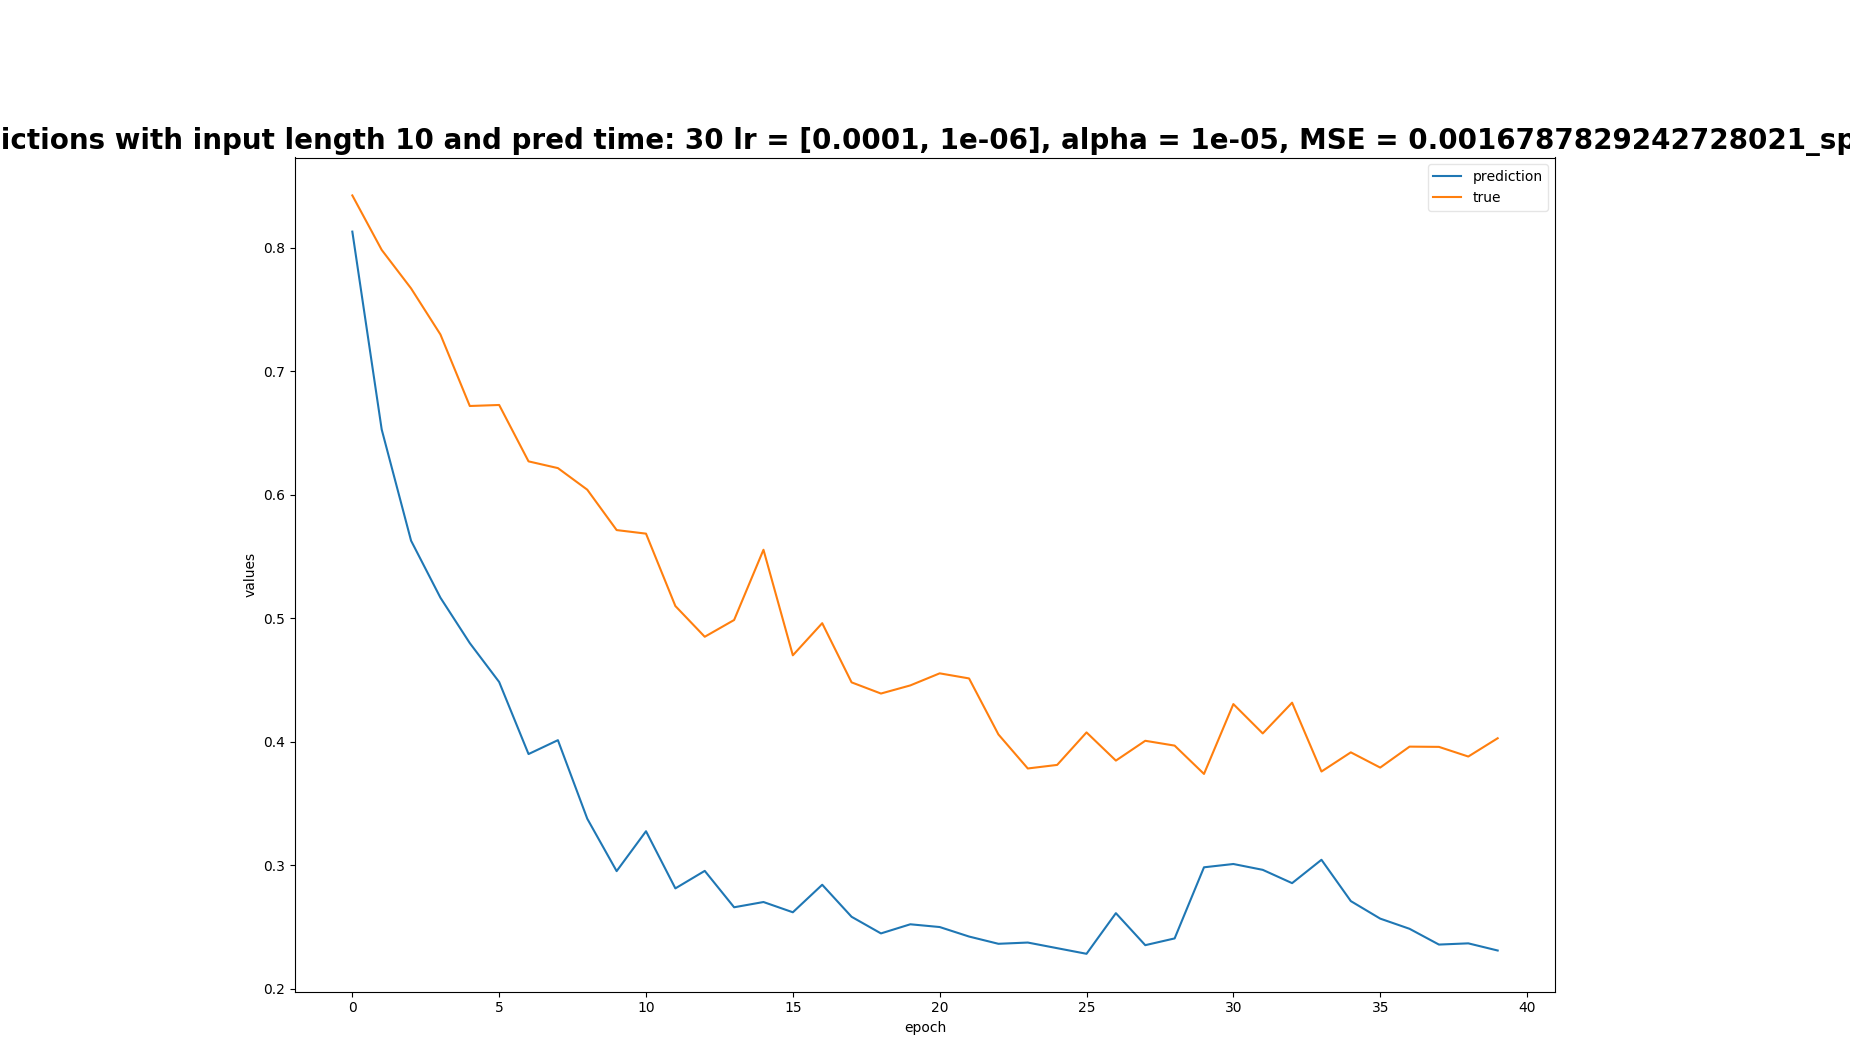 ictions with input length 10 and pred time: 30 lr = [0.0001, 1e-06], alpha = 1e-05, MSE = 0.0016787829242728021_sp
prediction
true
0.8
0.7
0.6
0.5
0.4
0.3
0.2
values
0 5 10 15 20 25 30 35 40
epoch